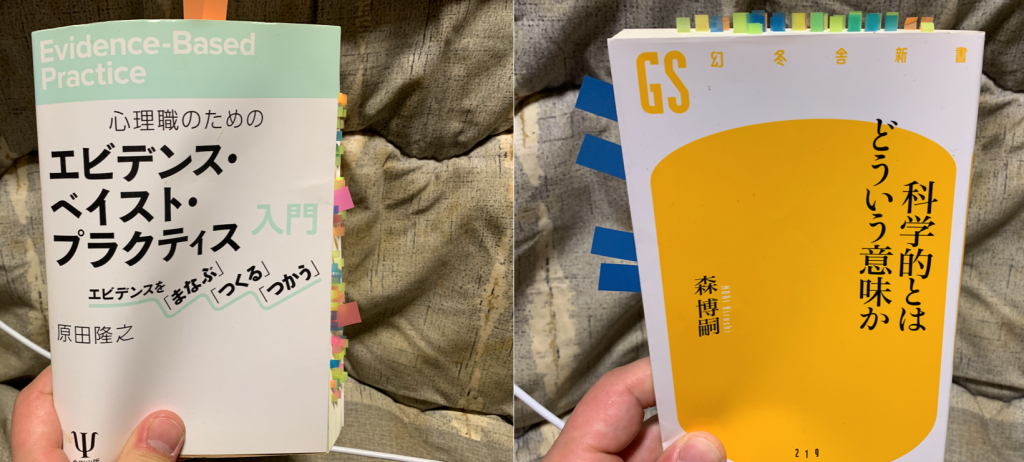 Evidence-Based
Practice
心理職のための
エビデンス・
ベイスト・
プラクティス
入門
エビデンスを「まなぶ」「つくる」「つかう」
原田隆之
Ψ
GS
幻冬舎新書
科学的とは
どういう意味か
森博嗣
MORI Hiroshi
219